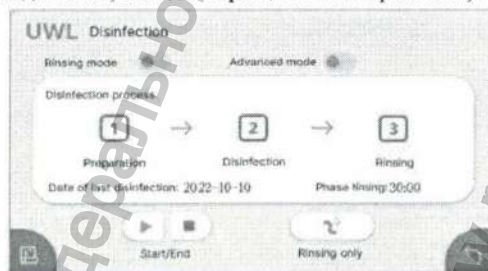 UWL Disinfection
Rinsing mode Advanced mode
Disinfection process
1 → 2 → 3
Preparation Disinfection Rinsing
Date of last disinfection: 2022-10-10 Phase timing: 30:00
Start/End Rinsing only